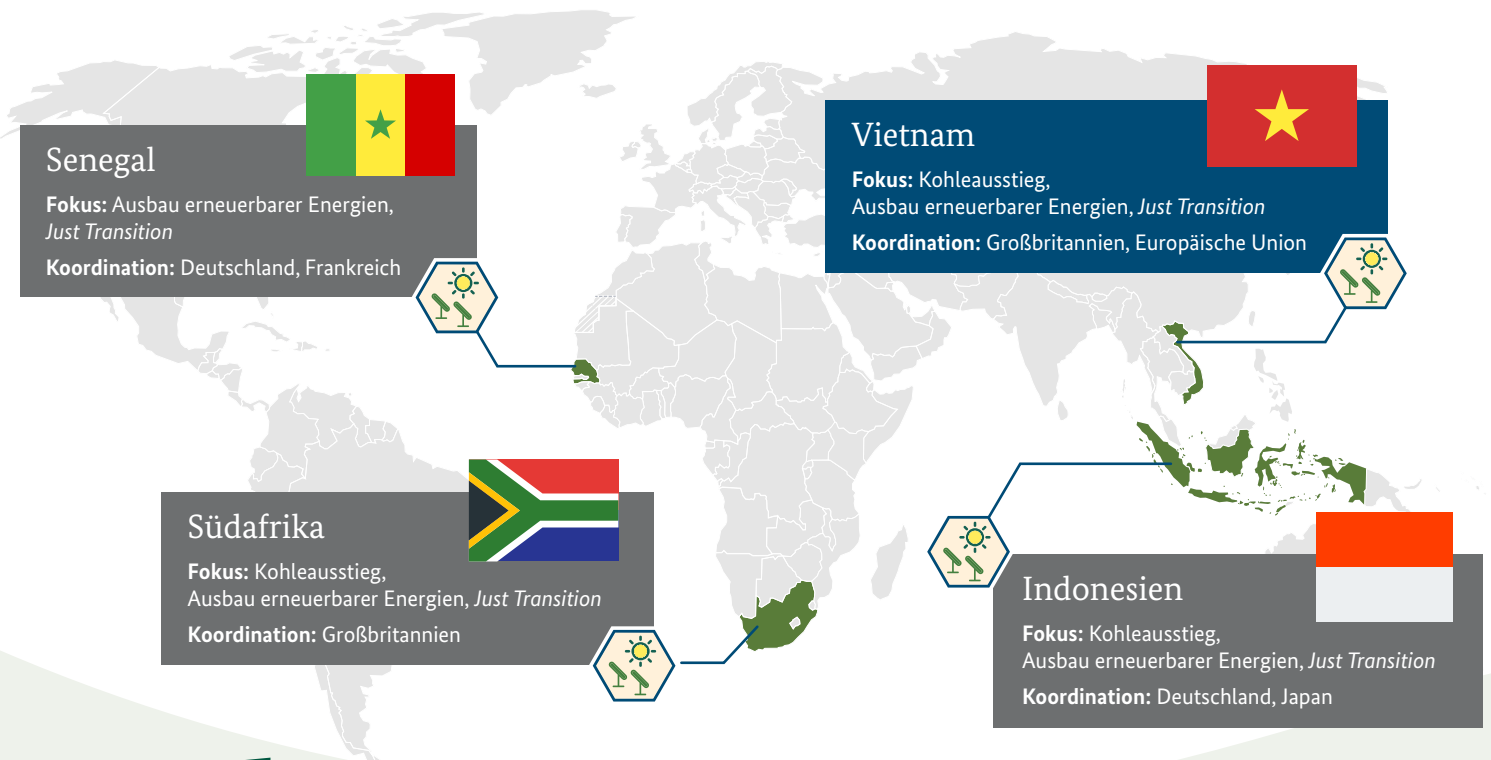 Senegal
Fokus: Ausbau erneuerbarer Energien,
Just Transition
Koordination: Deutschland, Frankreich
Vietnam
Fokus: Kohleausstieg,
Ausbau erneuerbarer Energien, Just Transition
Koordination: Großbritannien, Europäische Union
Südafrika
Fokus: Kohleausstieg,
Ausbau erneuerbarer Energien, Just Transition
Koordination: Großbritannien
Indonesien
Fokus: Kohleausstieg,
Ausbau erneuerbarer Energien, Just Transition
Koordination: Deutschland, Japan